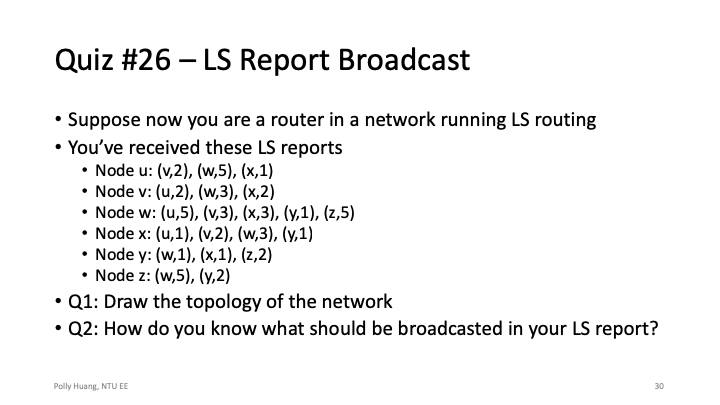 Quiz #26 – LS Report Broadcast
• Suppose now you are a router in a network running LS routing
• You’ve received these LS reports
• Node u: (v,2), (w,5), (x,1)
• Node v: (u,2), (w,3), (x,2)
• Node w: (u,5), (v,3), (x,3), (y,1), (z,5)
• Node x: (u,1), (v,2), (w,3), (y,1)
• Node y: (w,1), (x,1), (z,2)
• Node z: (w,5), (y,2)
• Q1: Draw the topology of the network
• Q2: How do you know what should be broadcasted in your LS report?
Polly Huang, NTU EE
30